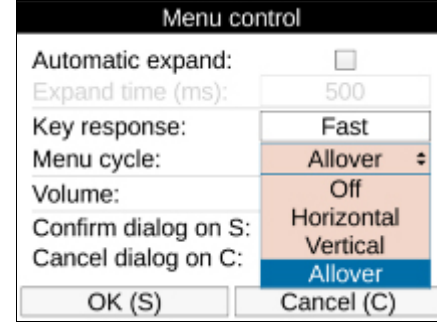 Menu control
Automatic expand:
Expand time (ms): 500
Key response: Fast
Menu cycle: Allover
Volume: Off
Horizontal
Confirm dialog on S:
Vertical
Cancel dialog on C:
Allover
OK (S) Cancel (C)